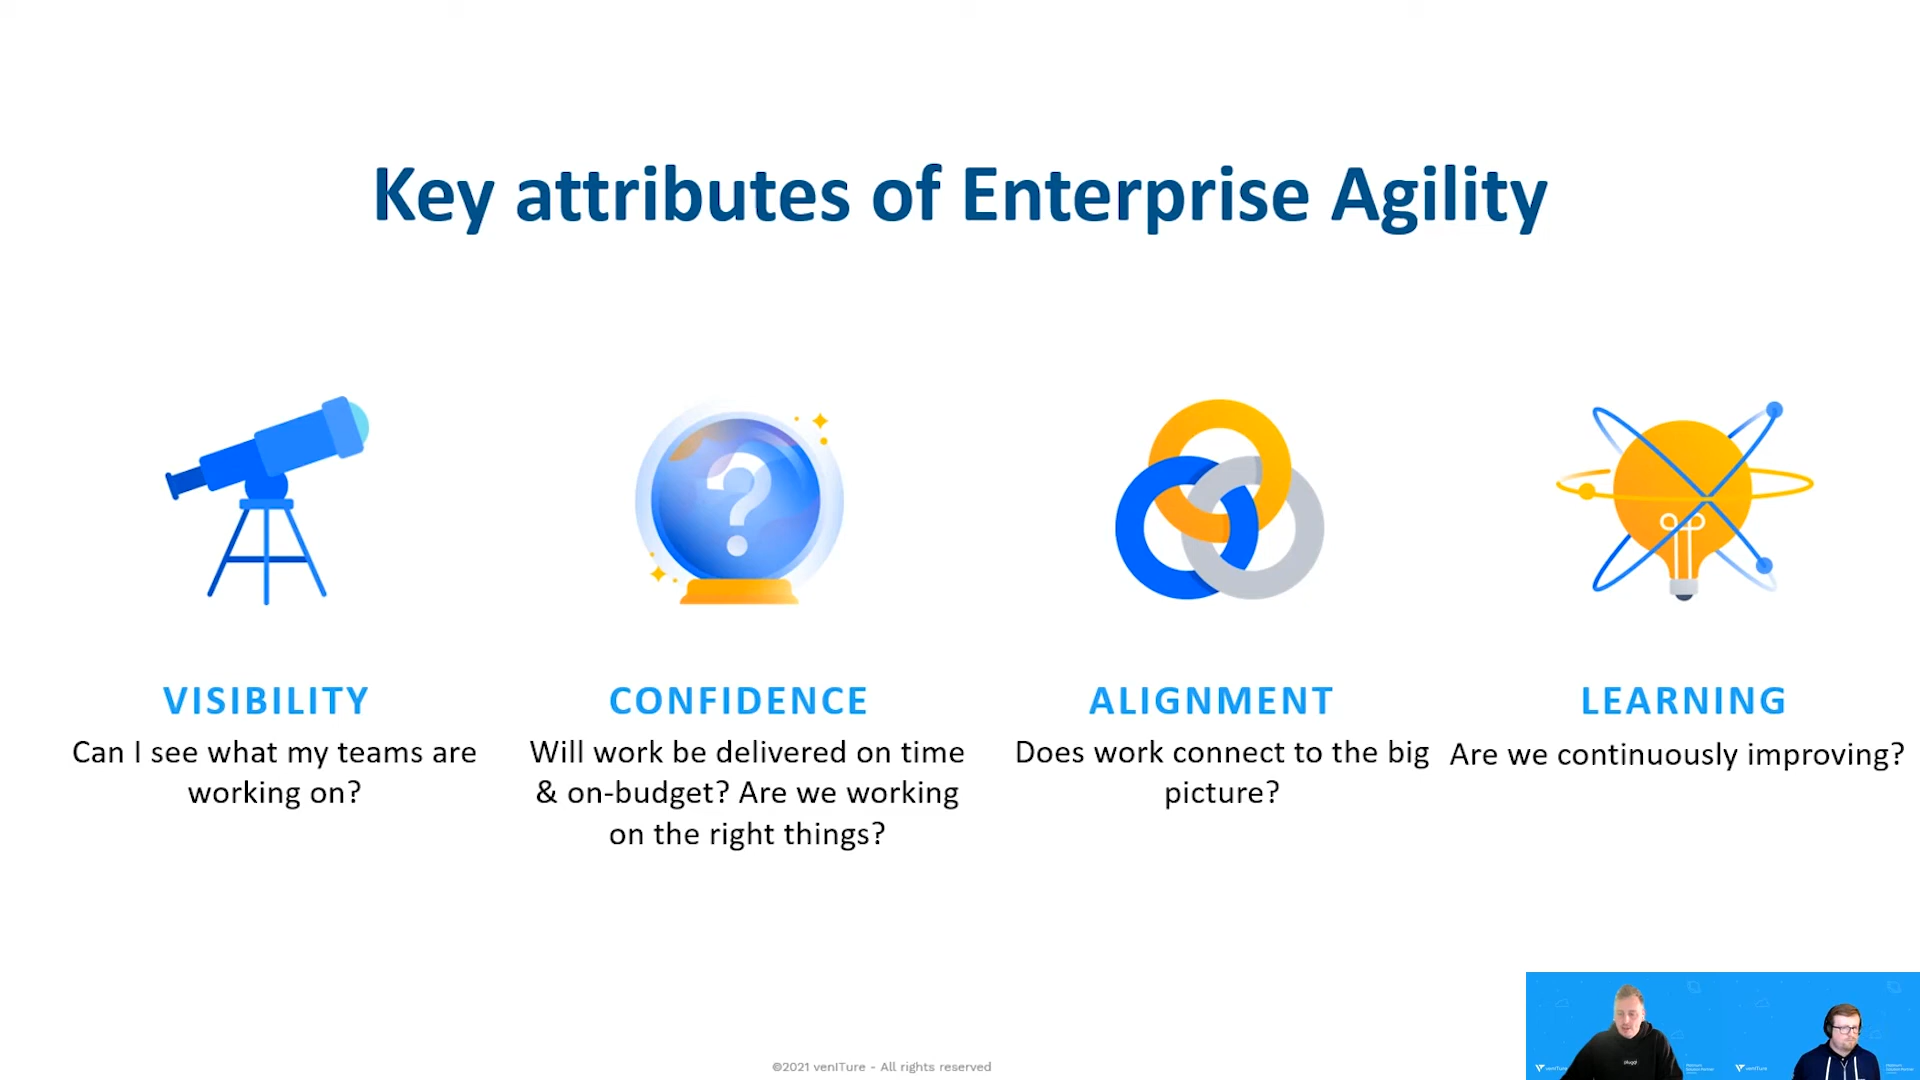 Key attributes of Enterprise Agility
?
VISIBILITY
Can I see what my teams are
working on?
CONFIDENCE
Will work be delivered on time
& on-budget? Are we working
on the right things?
ALIGNMENT
Does work connect to the big
picture?
LEARNING
Are we continuously improving?
©2021 venITure - All rights reserved
venITure
venITure